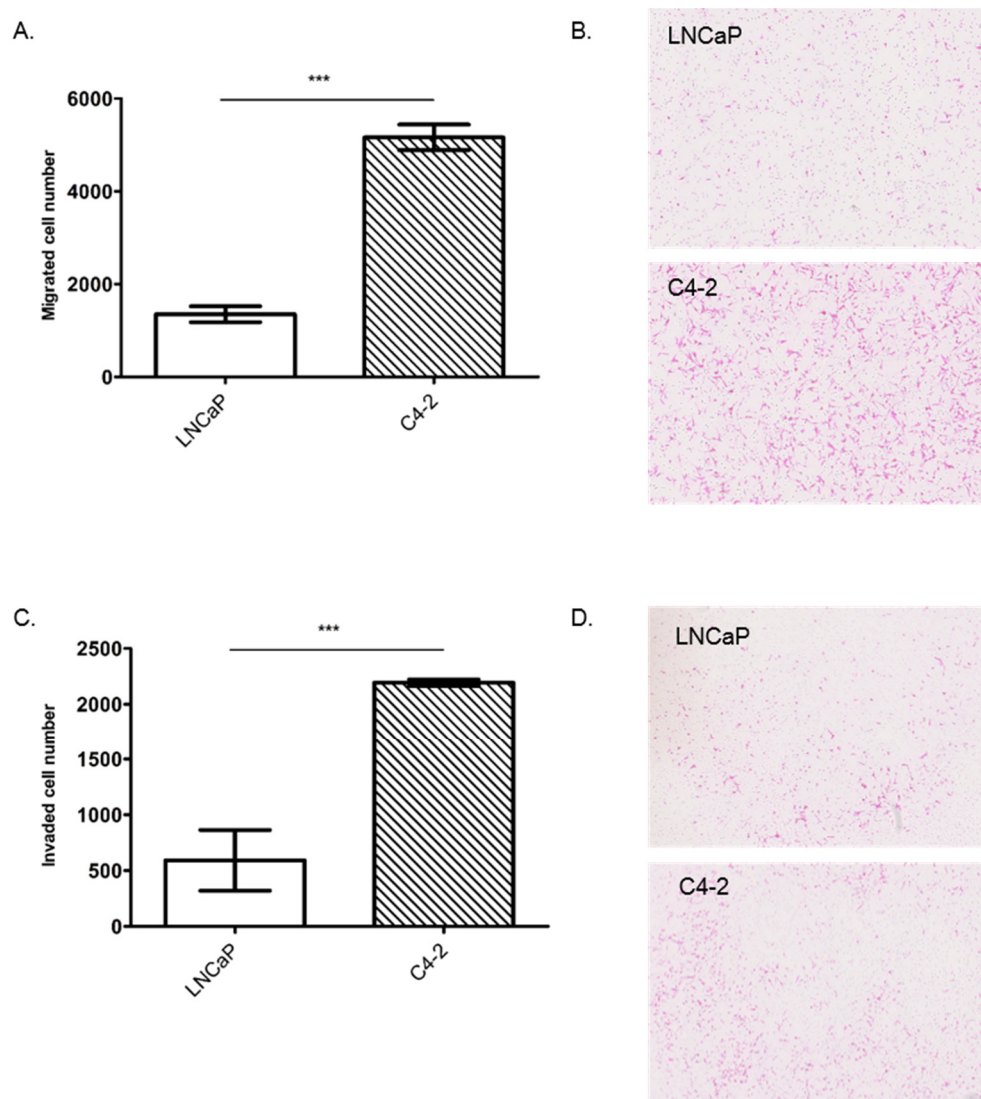 A.
***
6000
4000
2000
0
Migrated cell number
LNCaP
C4-2
B.
LNCaP
C4-2
C.
***
2500
2000
1500
1000
500
0
Invaded cell number
LNCaP
C4-2
D.
LNCaP
C4-2